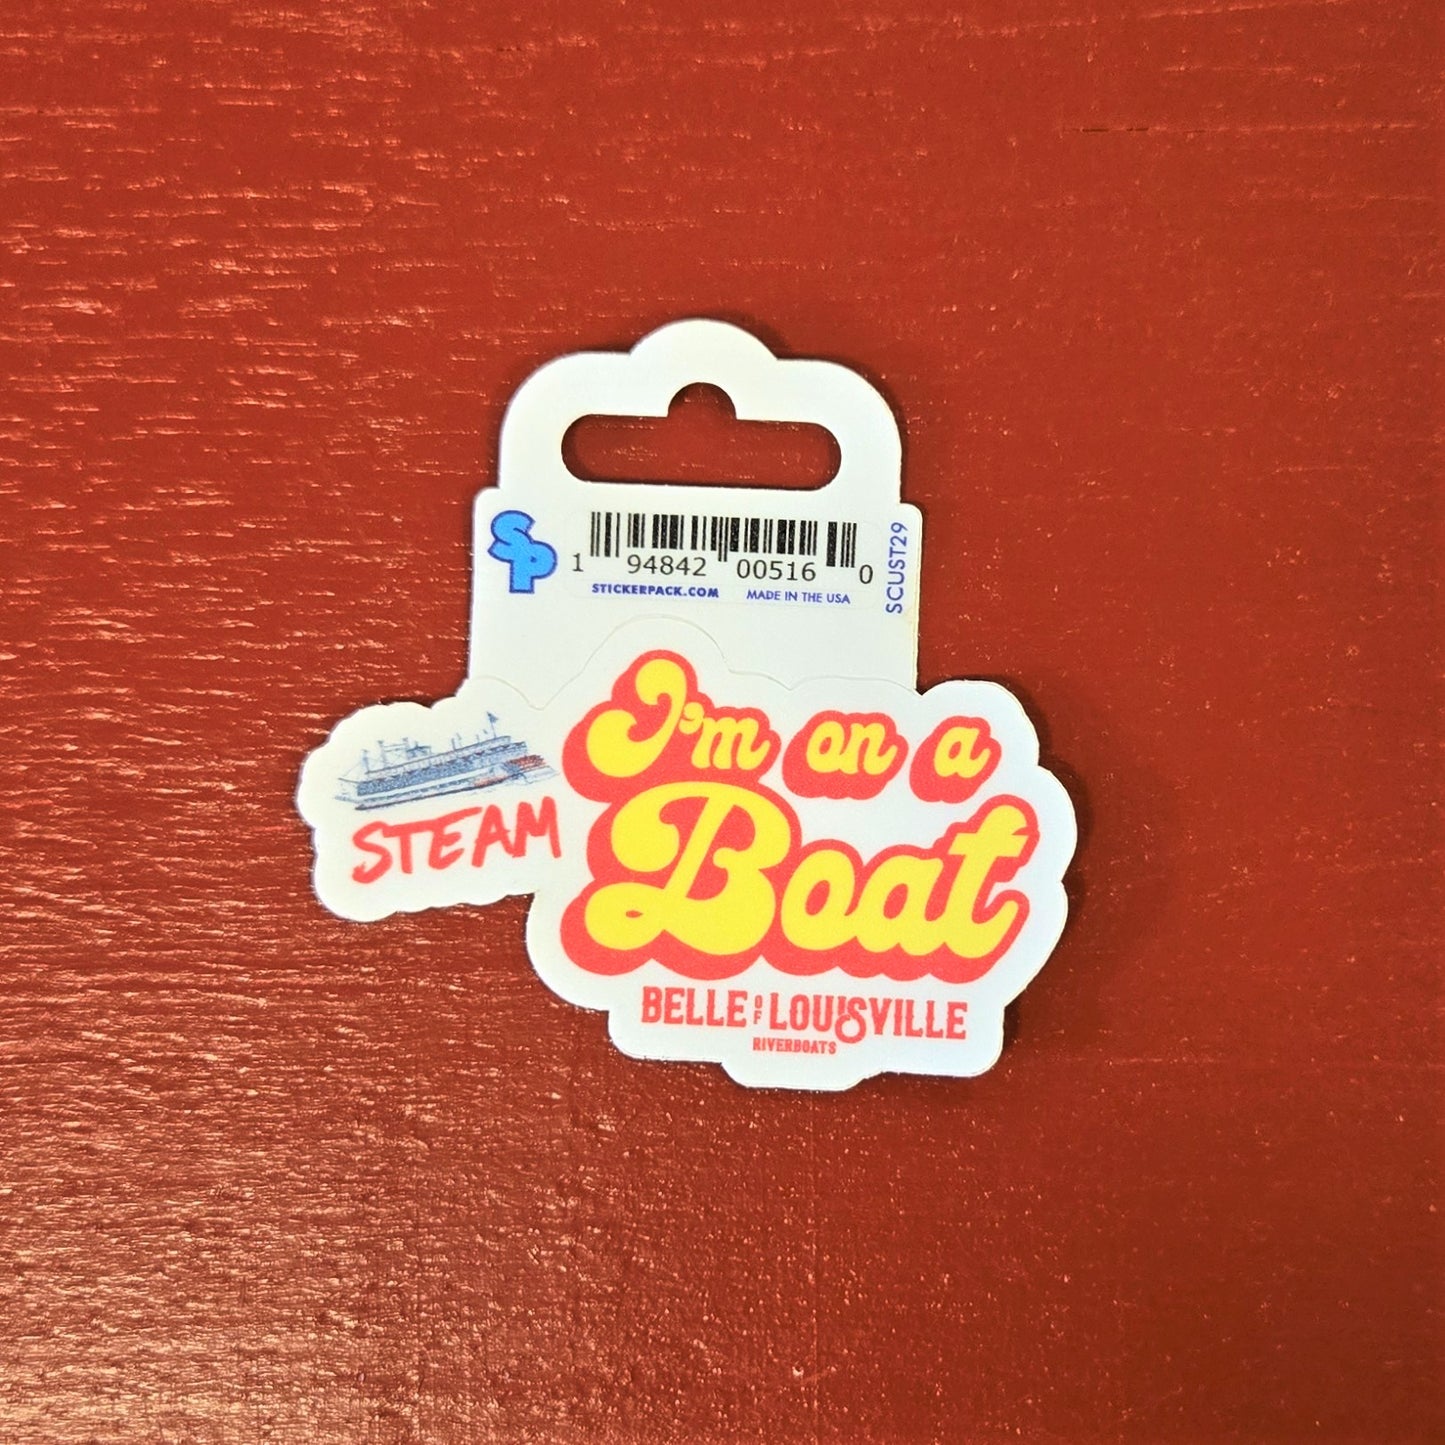 SP
1 94842 00516 0
STICKERPACK.COM MADE IN THE USA
SCUST29
I'm on a
STEAM Boat
BELLE OF LOUISVILLE
RIVERBOATS